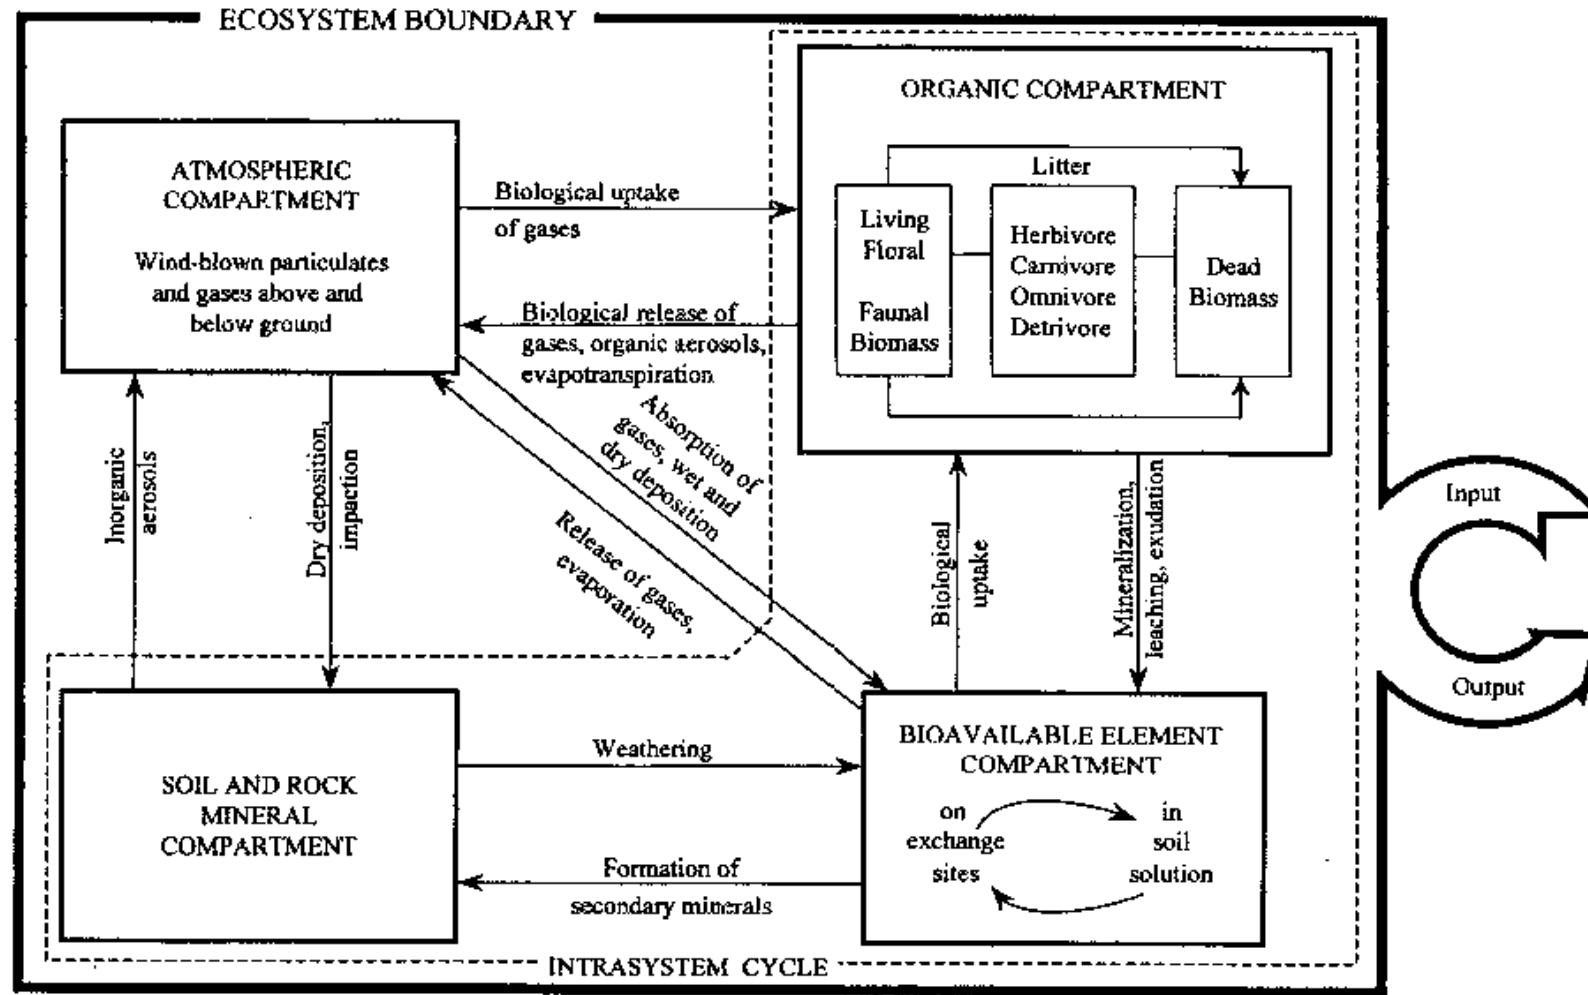 ECOSYSTEM BOUNDARY
ORGANIC COMPARTMENT
Litter
Living
Floral
Faunal
Biomass
Herbivore
Carnivore
Omnivore
Detrivore
Dead
Biomass
ATMOSPHERIC
COMPARTMENT
Wind-blown particulates
and gases above and
below ground
Biological uptake
of gases
Biological release of
gases, organic aerosols,
evapotranspiration
Absorption of
gases, wet and
dry deposition
Release of gases,
evaporation
Inorganic
aerosols
Dry deposition,
impaction
Biological
uptake
Mineralization,
leaching, exudation
Input
Output
SOIL AND ROCK
MINERAL
COMPARTMENT
Weathering
Formation of
secondary minerals
BIOAVAILABLE ELEMENT
COMPARTMENT
on
exchange
sites
in
soil
solution
INTRASYSTEM CYCLE